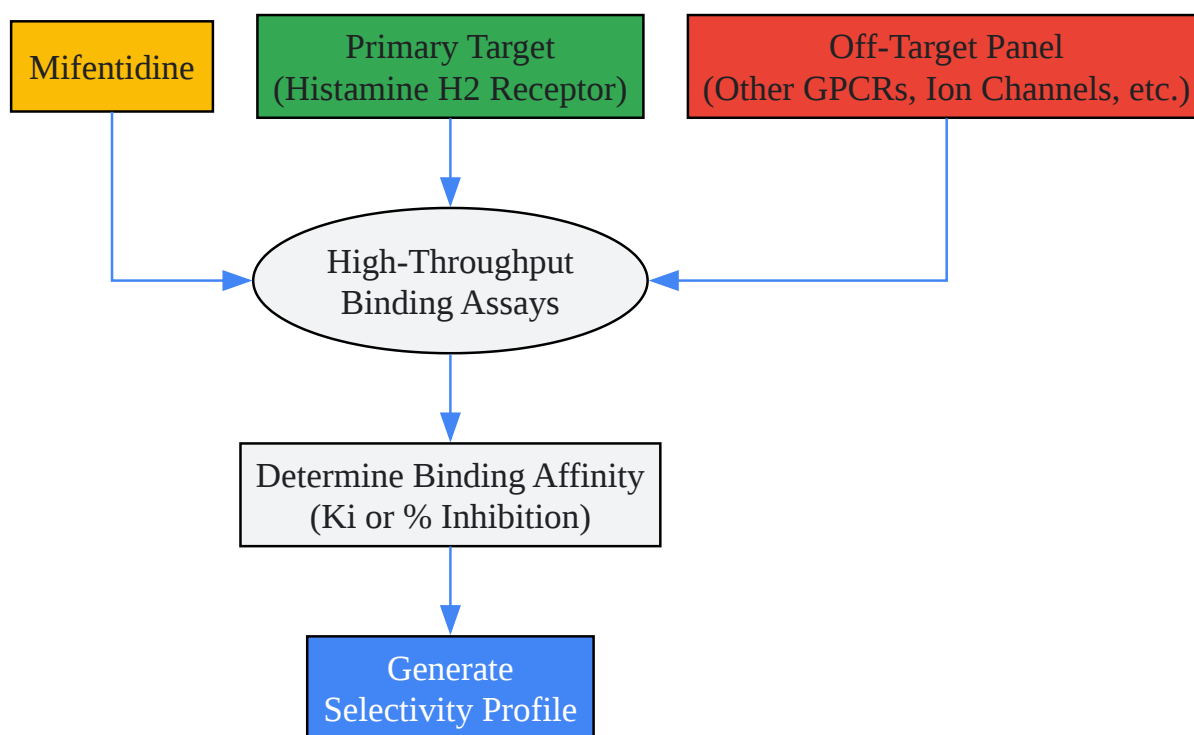 Mifentidine
Primary Target
(Histamine H2 Receptor)
Off-Target Panel
(Other GPCRs, Ion Channels, etc.)
High-Throughput
Binding Assays
Determine Binding Affinity
(Ki or % Inhibition)
Generate
Selectivity Profile